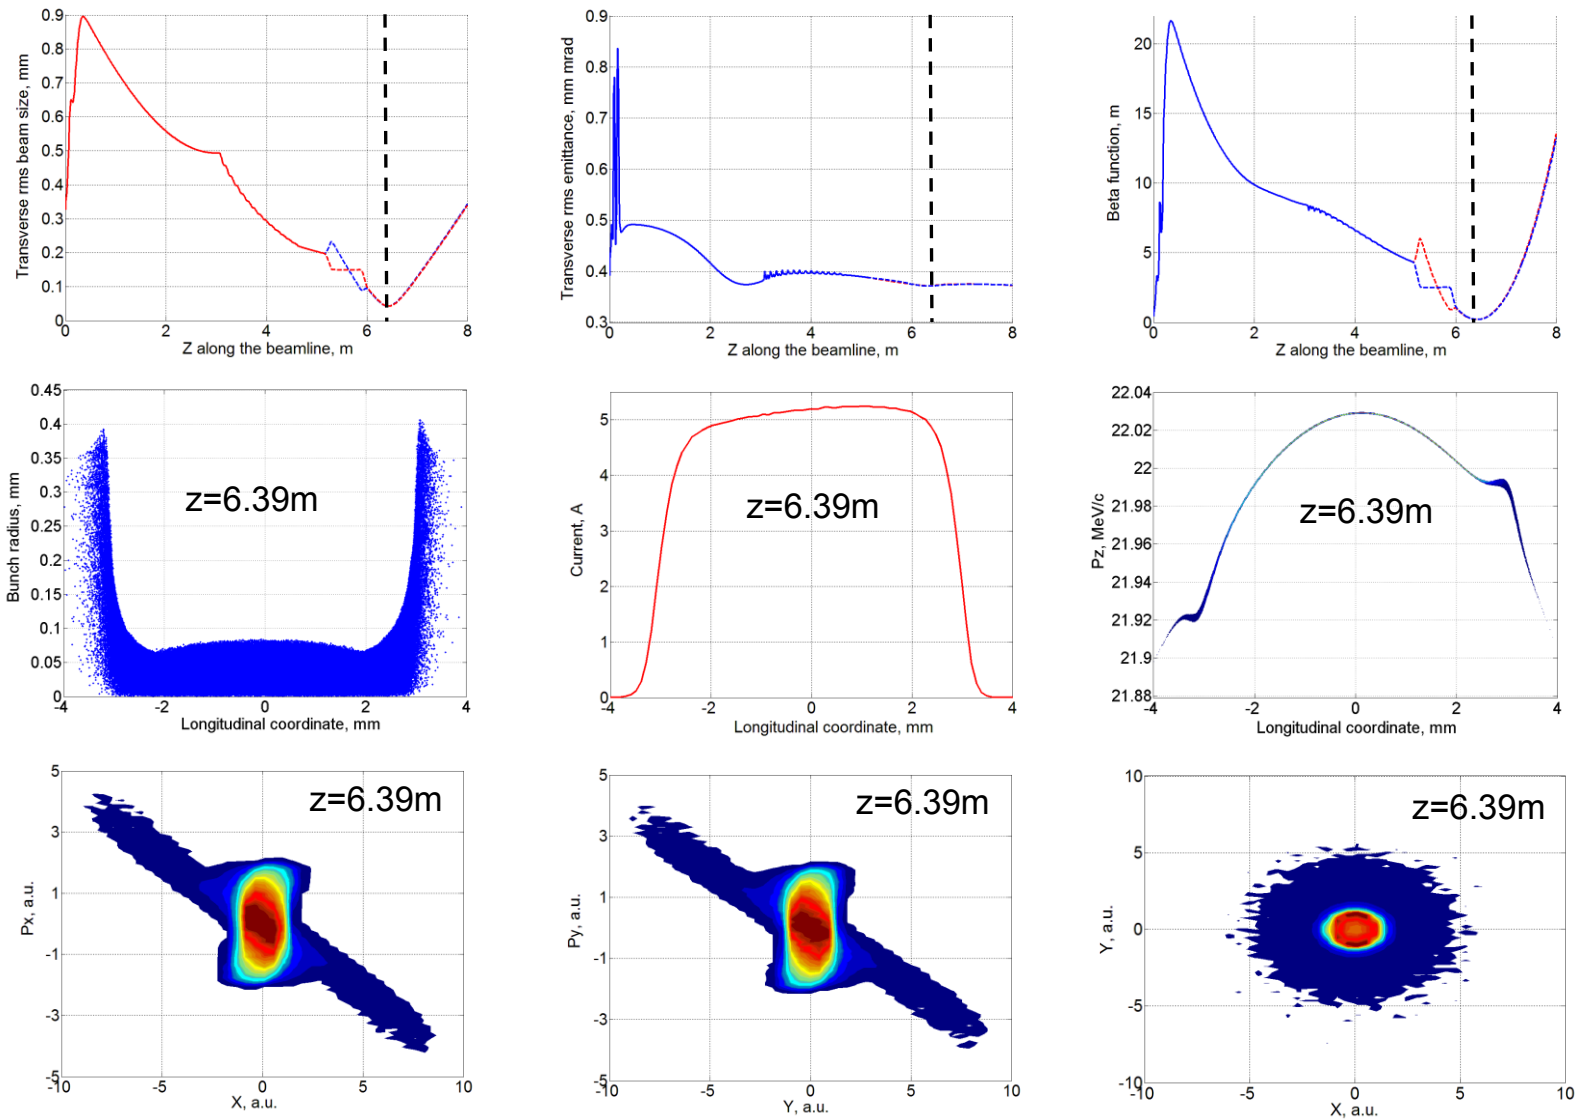 0.9
0.8
0.7
0.6
0.5
0.4
0.3
0.2
0.1
0
Transverse rms beam size, mm
0 2 4 6 8
Z along the beamline, m
0.9
0.8
0.7
0.6
0.5
0.4
0.3
Transverse rms emittance, mm mrad
0 2 4 6 8
Z along the beamline, m
20
15
10
5
0
Beta function, m
0 2 4 6 8
Z along the beamline, m
0.45
0.4
0.35
0.3
0.25
0.2
0.15
0.1
0.05
0
Bunch radius, mm
z=6.39m
-4 -2 0 2 4
Longitudinal coordinate, mm
5
4
3
2
1
0
Current, A
z=6.39m
-4 -2 0 2 4
Longitudinal coordinate, mm
22.04
22.02
22
21.98
21.96
21.94
21.92
21.9
21.88
Pz, MeV/c
z=6.39m
-4 -2 0 2 4
Longitudinal coordinate, mm
5
3
1
-1
-3
-5
Px, a.u.
z=6.39m
-10 -5 0 5 10
X, a.u.
5
3
1
-1
-3
-5
Py, a.u.
z=6.39m
-10 -5 0 5 10
Y, a.u.
10
5
0
-5
-10
Y, a.u.
z=6.39m
-10 -5 0 5 10
X, a.u.